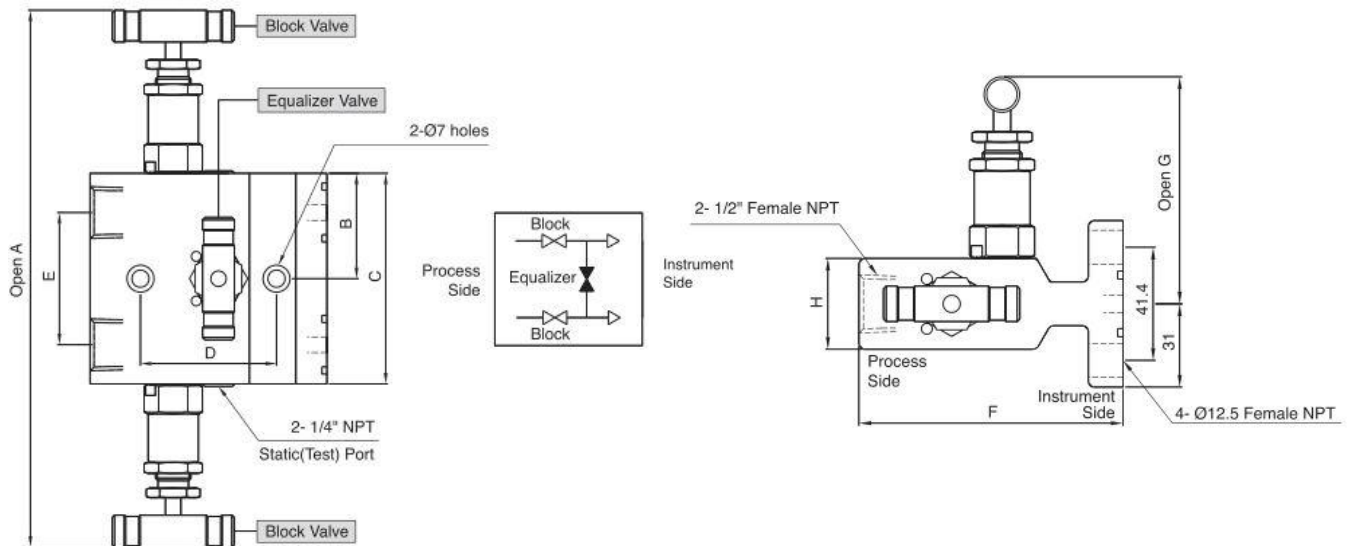 Block Valve
Equalizer Valve
2-Ø7 holes
Open A
E
D
B
C
2- 1/4" NPT
Static(Test) Port
Block Valve
Block
Process
Side
Equalizer
Instrument
Side
Block
2- 1/2" Female NPT
H
Process
Side
F
Instrument
Side
Open G
41.4
31
4- Ø12.5 Female NPT